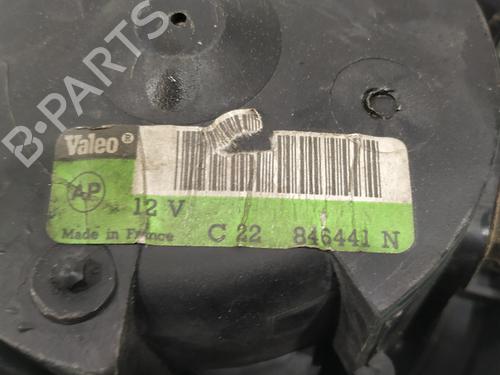 B-PARTS
Valeo®
AP
12 V
Made in France
C 22 846441 N